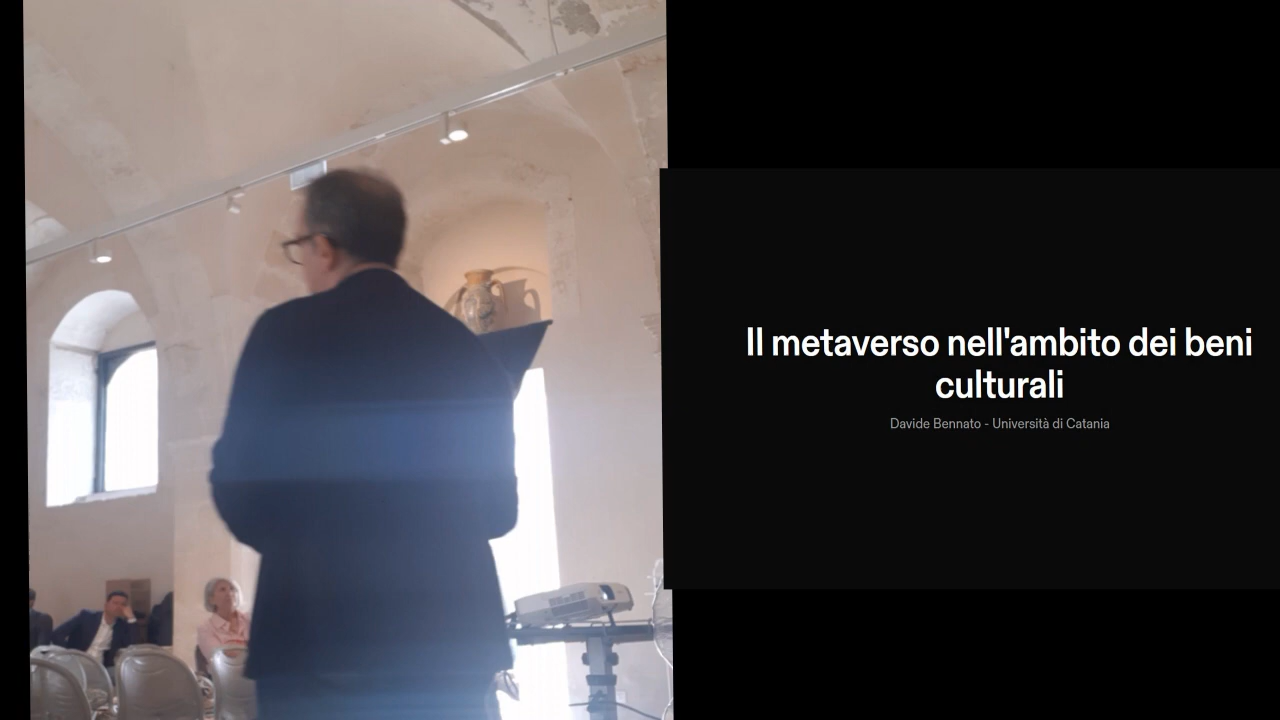 Il metaverso nell'ambito dei beni
culturali
Davide Bennato - Università di Catania